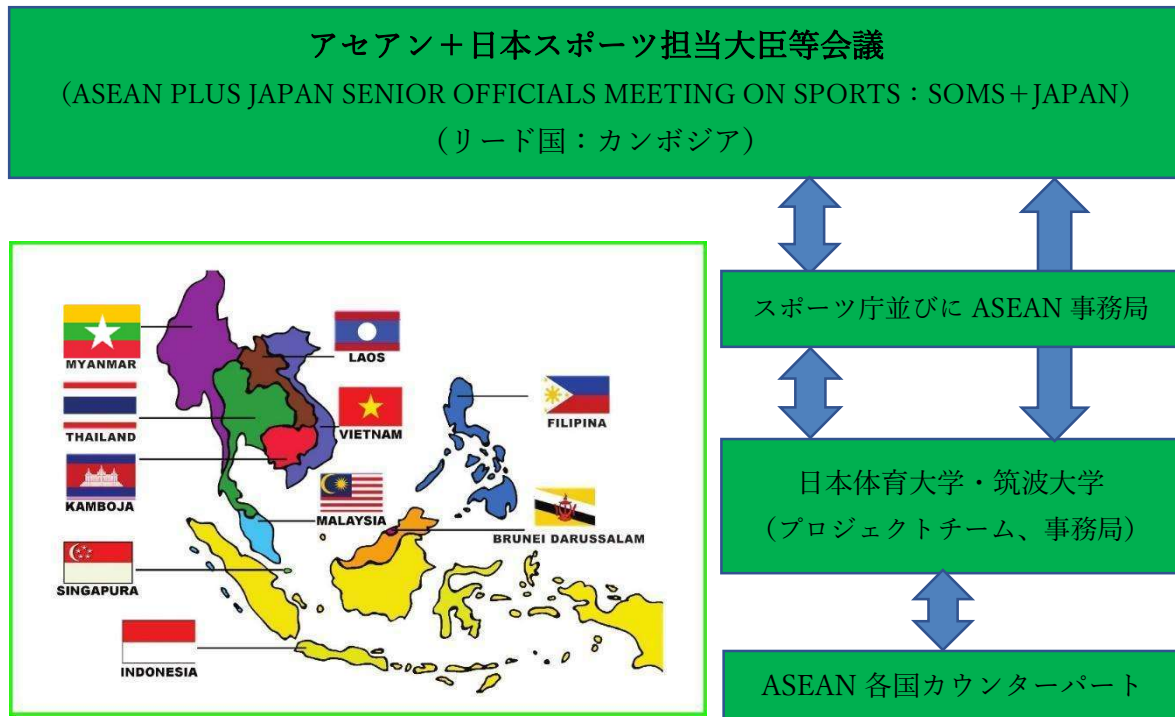 アセアン+日本スポーツ担当大臣等会議
(ASEAN PLUS JAPAN SENIOR OFFICIALS MEETING ON SPORTS:SOMS+JAPAN)
(リード国:カンボジア)
スポーツ庁並びに ASEAN 事務局
日本体育大学・筑波大学
(プロジェクトチーム、事務局)
ASEAN 各国カウンターパート
MYANMAR
LAOS
THAILAND
VIETNAM
FILIPINA
KAMBOJA
MALAYSIA
BRUNEI DARUSSALAM
SINGAPURA
INDONESIA